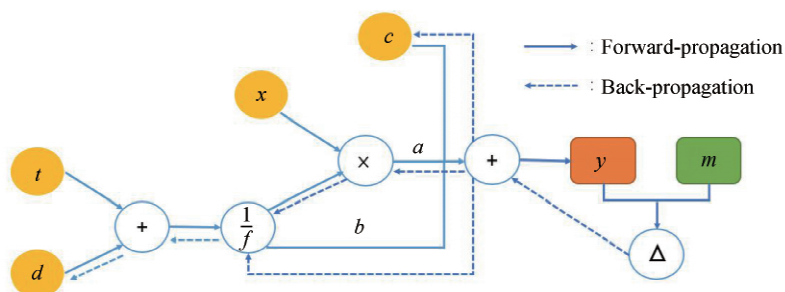 c
: Forward-propagation
: Back-propagation
x
a
×
+
y
m
t
+
1
f
b
d
Δ